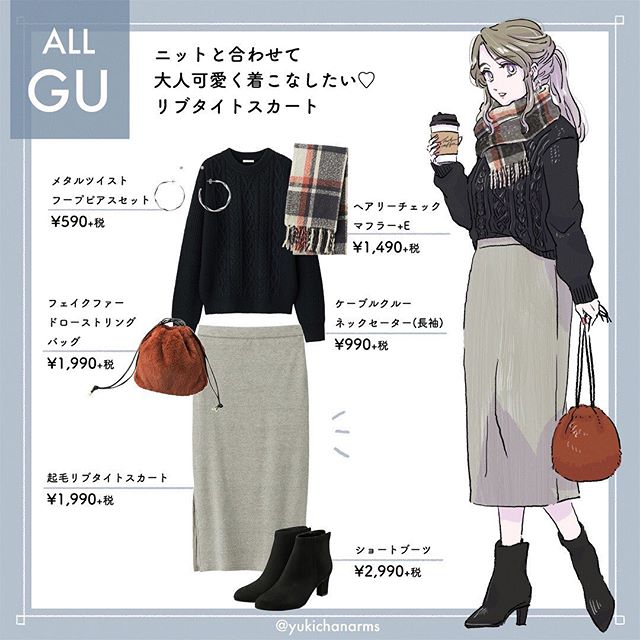 ALL
GU
ニットと合わせて
大人可愛く着こなしたい♡
リブタイトスカート
メタルツイスト
フープピアスセット
¥590+税
ヘアリーチェック
マフラー+E
¥1,490+税
フェイクファー
ドローストリング
バッグ
¥1,990+税
ケーブルクルー
ネックセーター(長袖)
¥990+税
起毛リブタイトスカート
¥1,990+税
ショートブーツ
¥2,990+税
@yukichanarms